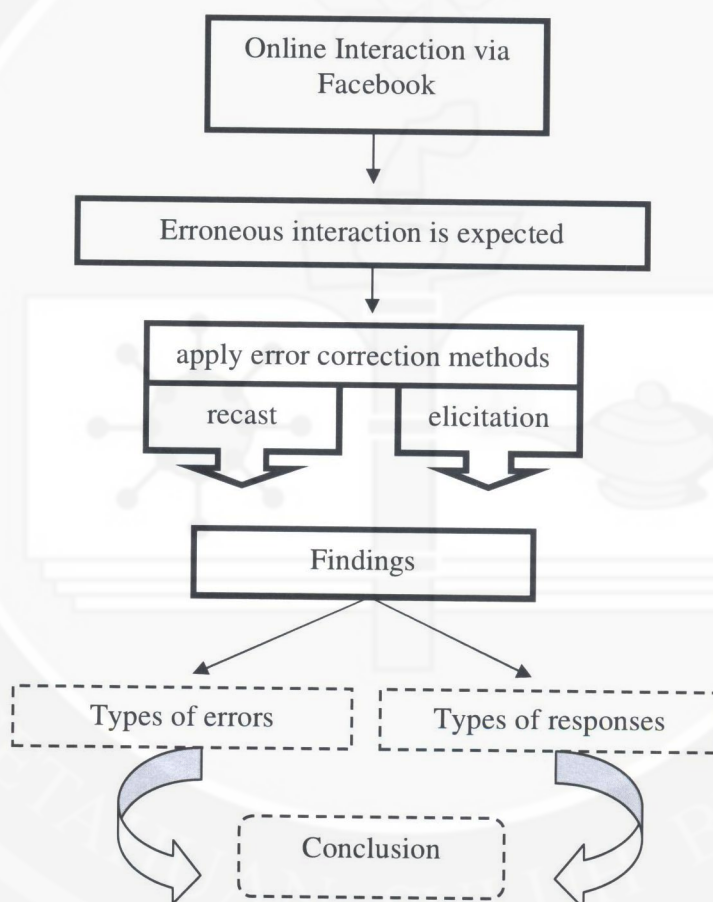 Online Interaction via
Facebook
Erroneous interaction is expected
apply error correction methods
recast
elicitation
Findings
Types of errors
Types of responses
Conclusion